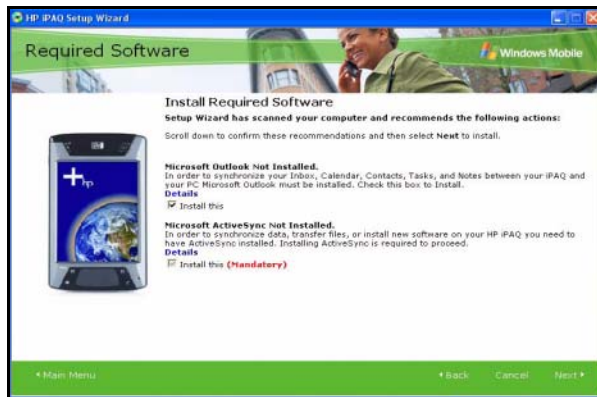 HP iPAQ Setup Wizard
Required Software
Windows Mobile
Install Required Software
Setup Wizard has scanned your computer and recommends the following actions:
Scroll down to confirm these recommendations and then select Next to install.
Microsoft Outlook Not Installed.
In order to synchronize your Inbox, Calendar, Contacts, Tasks, and Notes between your iPAQ and
your PC Microsoft Outlook must be installed. Check this box to Install.
Details
Install this
Microsoft ActiveSync Not Installed.
In order to synchronize data, transfer files, or install new software on your HP iPAQ you need to
have ActiveSync installed. Installing ActiveSync is required to proceed.
Details
Install this (Mandatory)
hp
Main Menu
Back
Cancel
Next